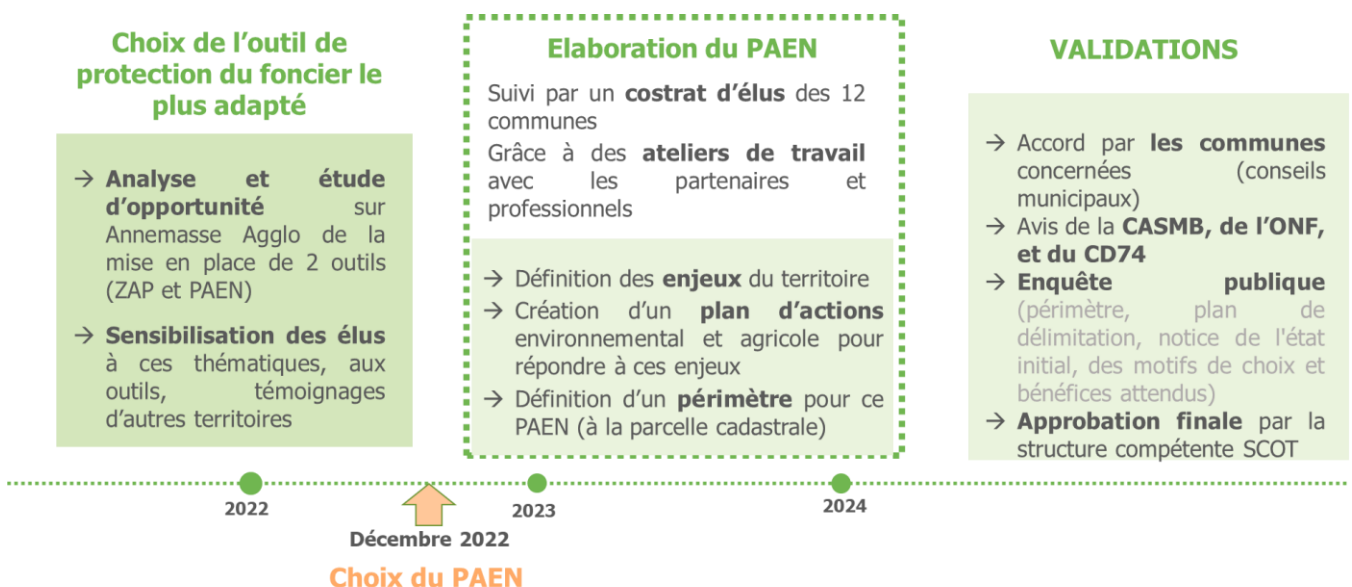 Choix de l'outil de
protection du foncier le
plus adapté
→ Analyse et étude
d'opportunité sur
Annemasse Agglo de la
mise en place de 2 outils
(ZAP et PAEN)
→ Sensibilisation des élus
à ces thématiques, aux
outils, témoignages
d'autres territoires
Elaboration du PAEN
Suivi par un costrat d'élus des 12
communes
Grâce à des ateliers de travail
avec les partenaires et
professionnels
→ Définition des enjeux du territoire
→ Création d'un plan d'actions
environnemental et agricole pour
répondre à ces enjeux
→ Définition d'un périmètre pour ce
PAEN (à la parcelle cadastrale)
VALIDATIONS
→ Accord par les communes
concernées (conseils
municipaux)
→ Avis de la CASMB, de l'ONF,
et du CD74
→ Enquête publique
(périmètre, plan de
délimitation, notice de l'état
initial, des motifs de choix et
bénéfices attendus)
→ Approbation finale par la
structure compétente SCOT
2022
2023
2024
Décembre 2022
Choix du PAEN